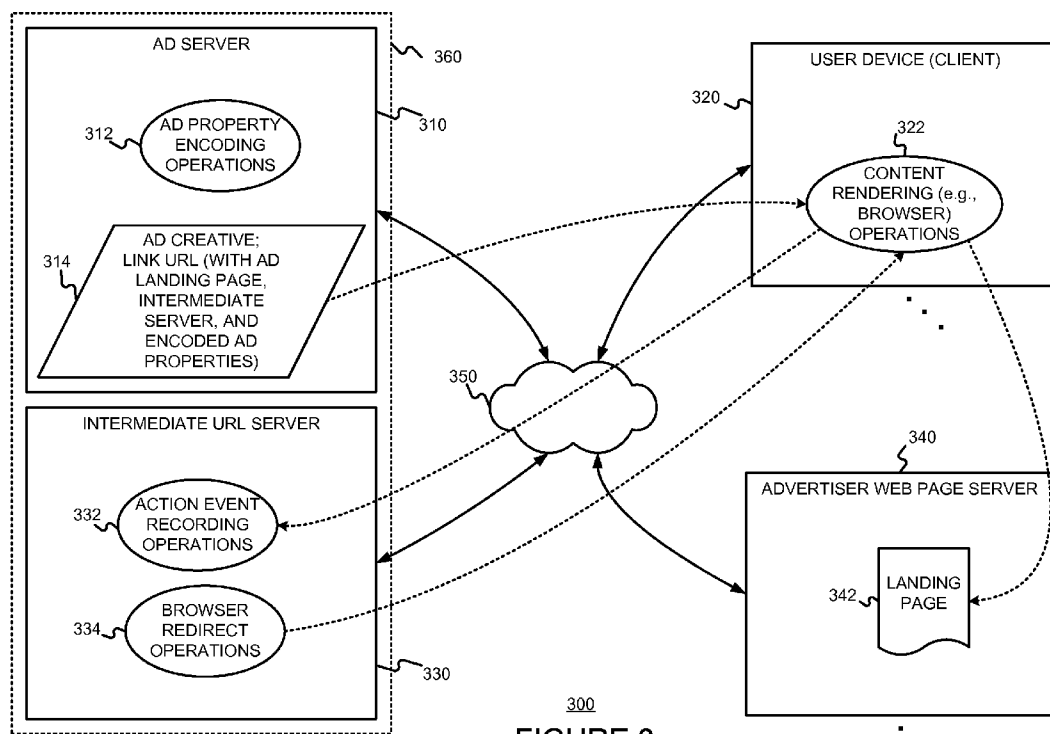 AD SERVER
360
310
312
AD PROPERTY
ENCODING
OPERATIONS
314
AD CREATIVE;
LINK URL (WITH AD
LANDING PAGE,
INTERMEDIATE
SERVER, AND
ENCODED AD
PROPERTIES)
INTERMEDIATE URL SERVER
332
ACTION EVENT
RECORDING
OPERATIONS
334
BROWSER
REDIRECT
OPERATIONS
330
350
USER DEVICE (CLIENT)
320
322
CONTENT
RENDERING (e.g.,
BROWSER)
OPERATIONS
340
ADVERTISER WEB PAGE SERVER
342
LANDING
PAGE
300